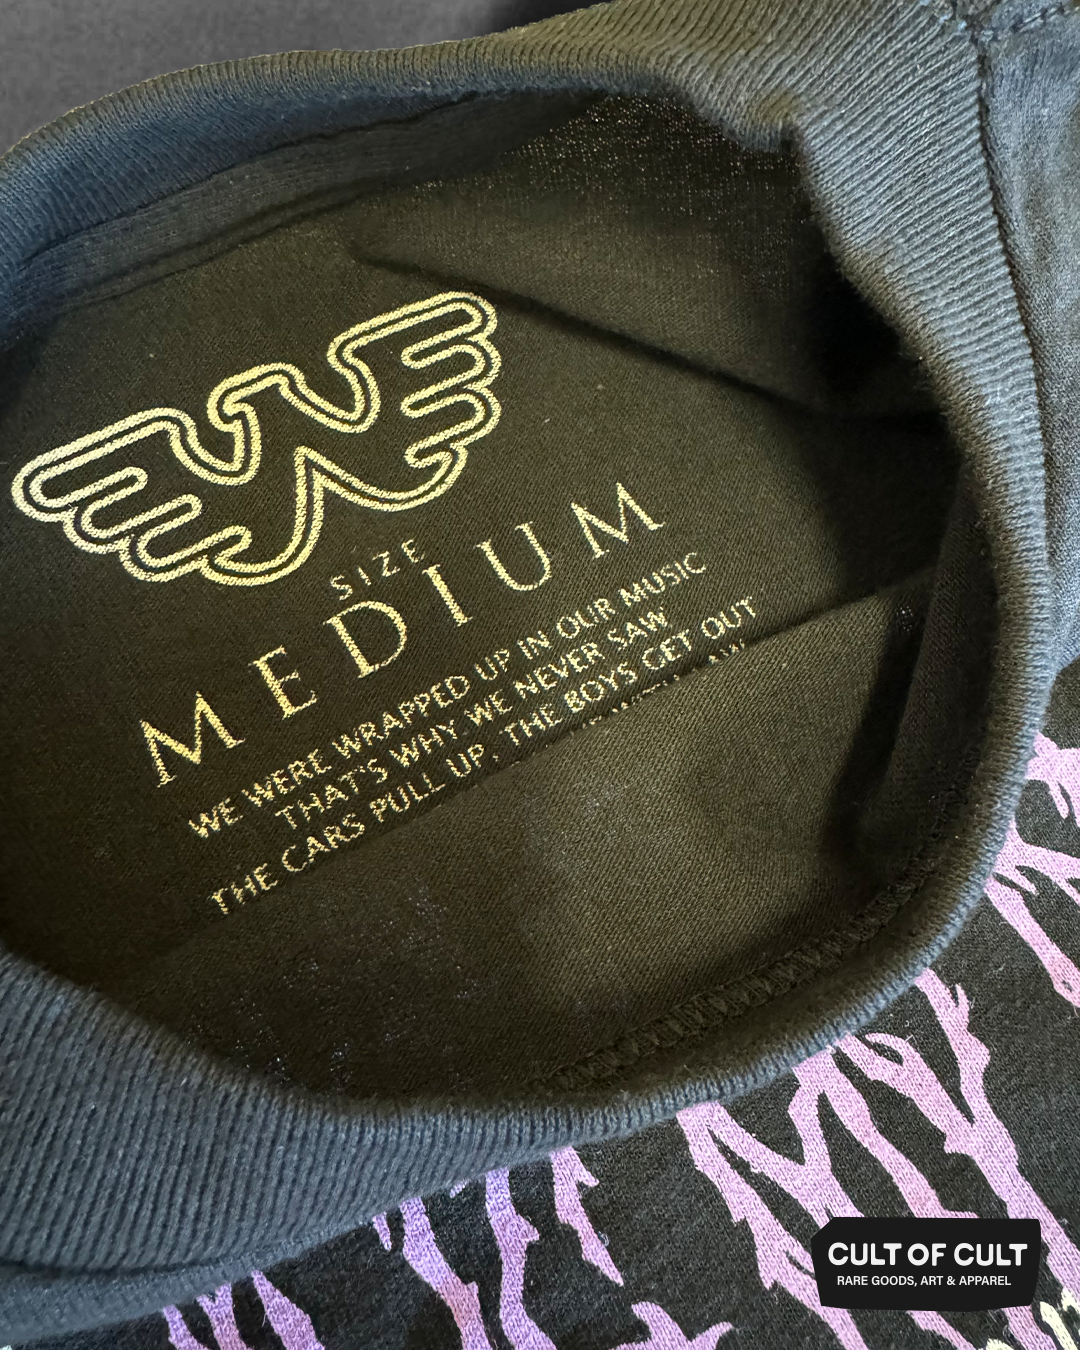 SIZE
MEDIUM
WE WERE WRAPPED UP IN OUR MUSIC
THAT'S WHY WE NEVER SAW
THE CARS PULL UP, THE BOYS GET OUT
CULT OF CULT
RARE GOODS, ART & APPAREL